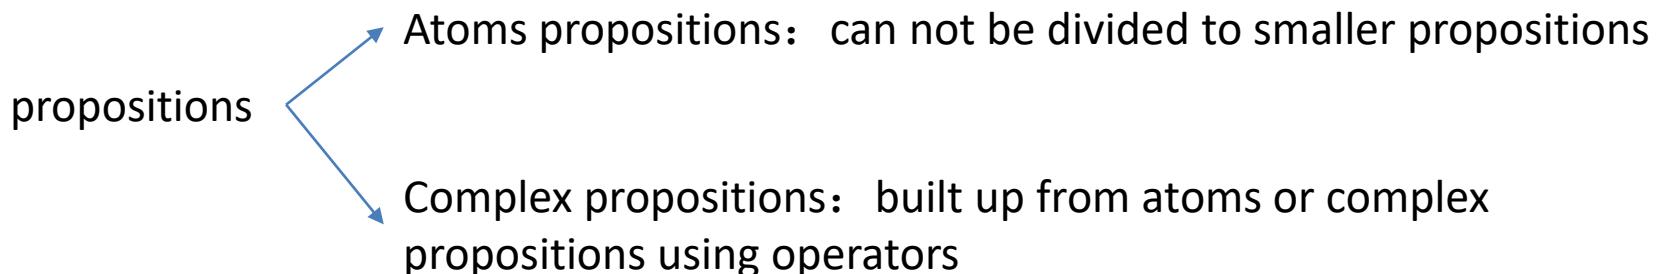 Atoms propositions： can not be divided to smaller propositions
propositions
Complex propositions： built up from atoms or complex
propositions using operators